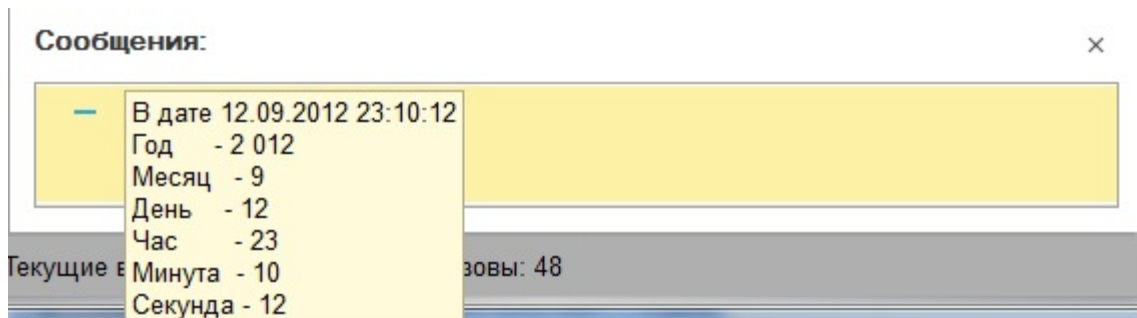 Сообщения:
В дате 12.09.2012 23:10:12
Год - 2 012
Месяц - 9
День - 12
Час - 23
Текущие
зовы: 48
Минута - 10
Секунда - 12